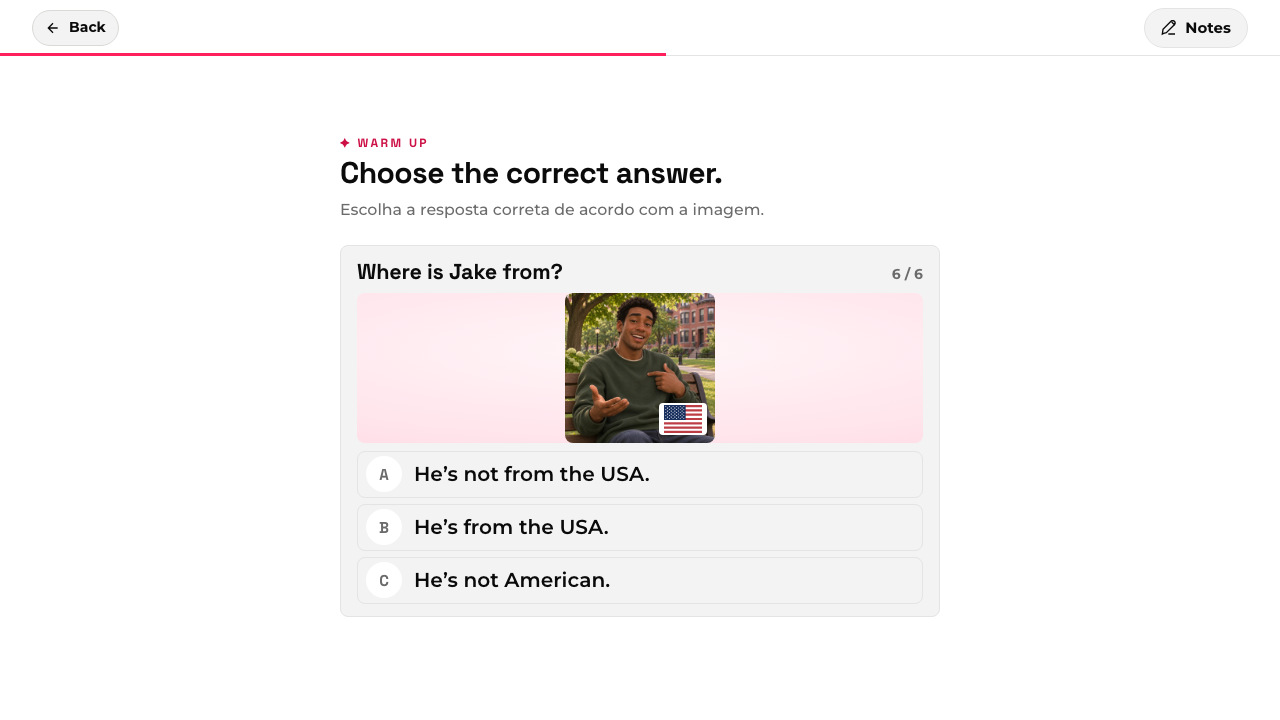 Back
Notes
WARM UP
Choose the correct answer.
Escolha a resposta correta de acordo com a imagem.
Where is Jake from?
6 / 6
A
He’s not from the USA.
B
He’s from the USA.
C
He’s not American.